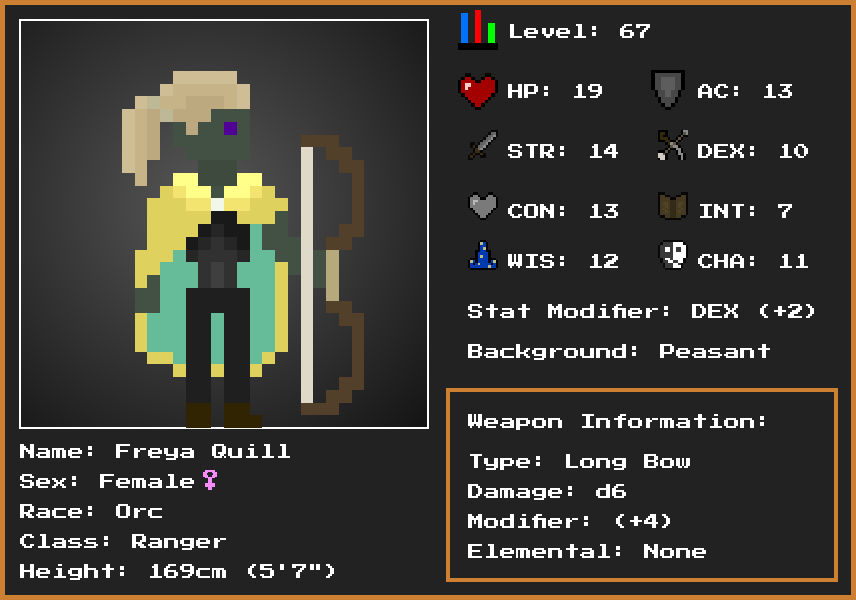 Level: 67
HP: 19
AC: 13
STR: 14
DEX: 10
CON: 13
INT: 7
WIS: 12
CHA: 11
Stat Modifier: DEX (+2)
Background: Peasant
Weapon Information:
Type: Long Bow
Damage: d6
Modifier: (+4)
Elemental: None
Name: Freya Quill
Sex: Female♀
Race: Orc
Class: Ranger
Height: 169cm (5'7")